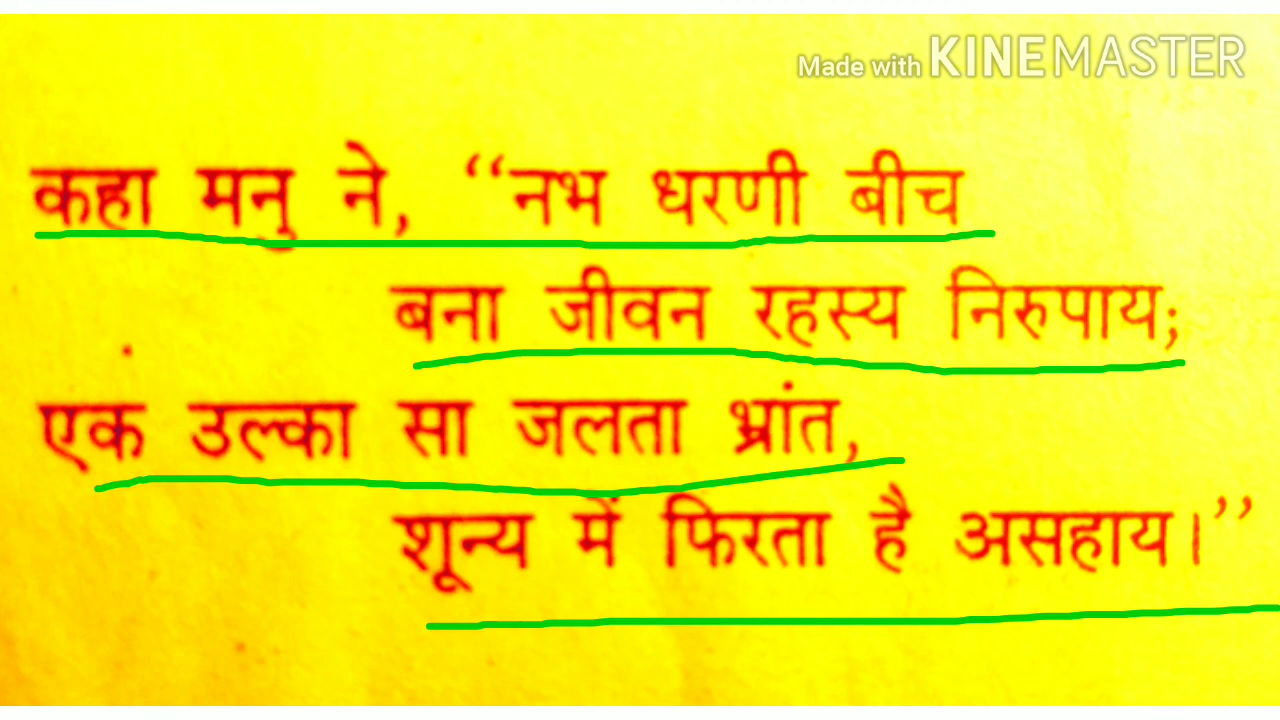 Made with KINEMASTER
कहा मनु ने, “नभ धरणी बीच
बना जीवन रहस्य निरुपाय;
एक उल्का सा जलता भ्रांत,
शून्य में फिरता है असहाय।”